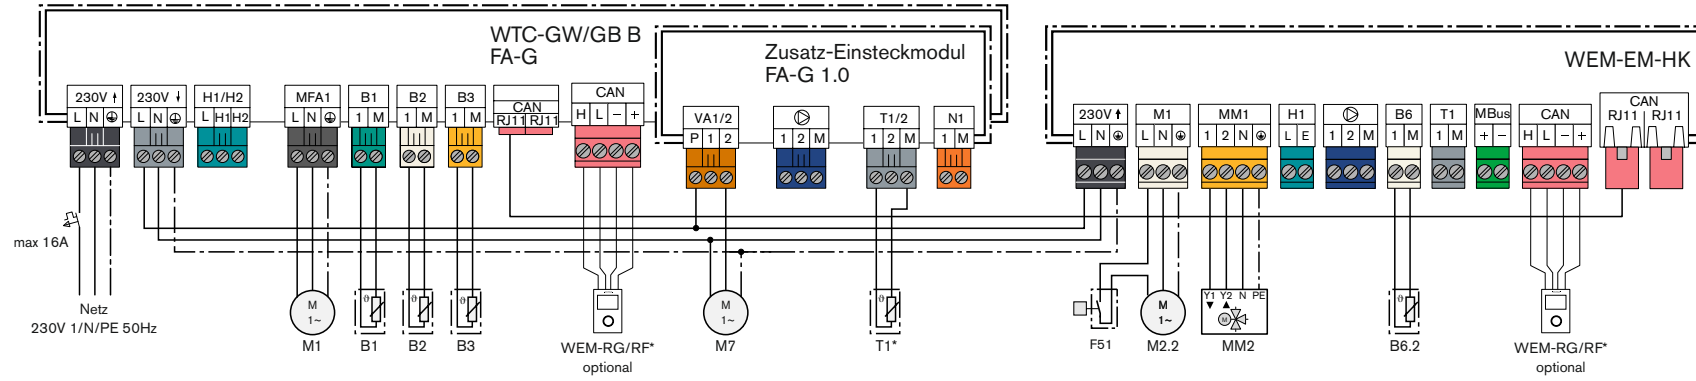 WTC-GW/GB B
FA-G
Zusatz-Einsteckmodul
FA-G 1.0
WEM-EM-HK
230V
L N
230V
L N
H1/H2
L H1 H2
MFA1
L N
B1
1 M
B2
1 M
B3
1 M
CAN
RJ11 RJ11
CAN
H L − +
VA1/2
P 1 2
1 2 M
T1/2
1 2 M
N1
1 M
230V
L N
M1
L N
MM1
1 2 N
H1
L E
1 2 M
B6
1 M
T1
1 M
MBus
+ −
CAN
H L − +
CAN
RJ11 RJ11
max 16A
Netz
230V 1/N/PE 50Hz
M
1~
M1
ϑ
B1
ϑ
B2
ϑ
B3
WEM-RG/RF*
optional
M
1~
M7
ϑ
T1*
F51
M
1~
M2.2
Y1 Y2 N PE
M
MM2
ϑ
B6.2
WEM-RG/RF*
optional